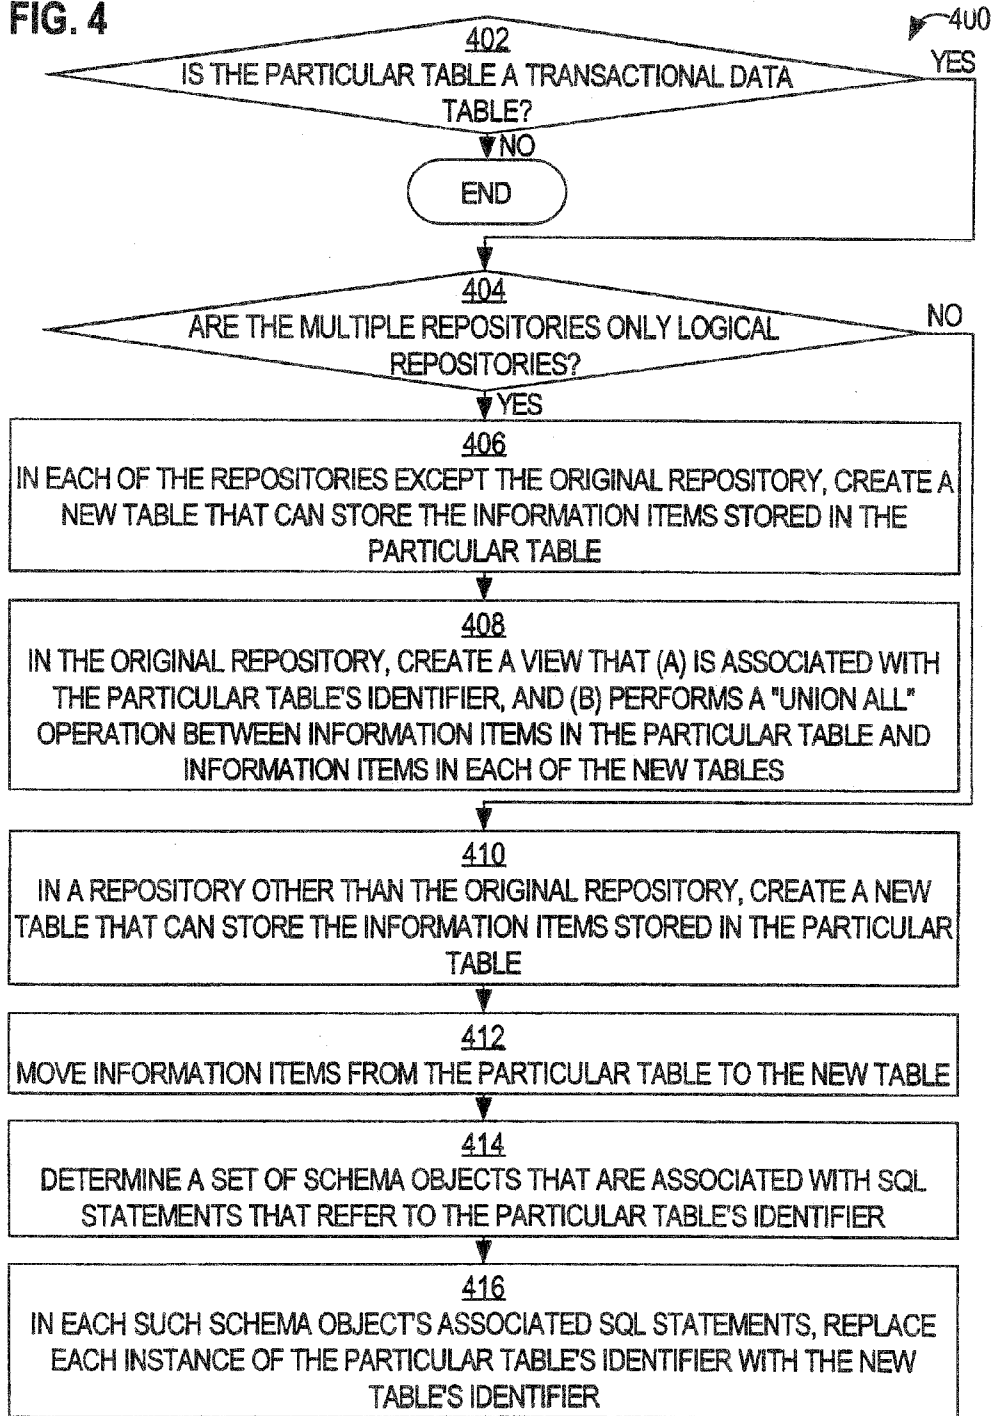 FIG. 4
400
402
IS THE PARTICULAR TABLE A TRANSACTIONAL DATA
TABLE?
YES
NO
END
404
ARE THE MULTIPLE REPOSITORIES ONLY LOGICAL
REPOSITORIES?
NO
YES
406
IN EACH OF THE REPOSITORIES EXCEPT THE ORIGINAL REPOSITORY, CREATE A
NEW TABLE THAT CAN STORE THE INFORMATION ITEMS STORED IN THE
PARTICULAR TABLE
408
IN THE ORIGINAL REPOSITORY, CREATE A VIEW THAT (A) IS ASSOCIATED WITH
THE PARTICULAR TABLE'S IDENTIFIER, AND (B) PERFORMS A "UNION ALL"
OPERATION BETWEEN INFORMATION ITEMS IN THE PARTICULAR TABLE AND
INFORMATION ITEMS IN EACH OF THE NEW TABLES
410
IN A REPOSITORY OTHER THAN THE ORIGINAL REPOSITORY, CREATE A NEW
TABLE THAT CAN STORE THE INFORMATION ITEMS STORED IN THE PARTICULAR
TABLE
412
MOVE INFORMATION ITEMS FROM THE PARTICULAR TABLE TO THE NEW TABLE
414
DETERMINE A SET OF SCHEMA OBJECTS THAT ARE ASSOCIATED WITH SQL
STATEMENTS THAT REFER TO THE PARTICULAR TABLE'S IDENTIFIER
416
IN EACH SUCH SCHEMA OBJECT'S ASSOCIATED SQL STATEMENTS, REPLACE
EACH INSTANCE OF THE PARTICULAR TABLE'S IDENTIFIER WITH THE NEW
TABLE'S IDENTIFIER